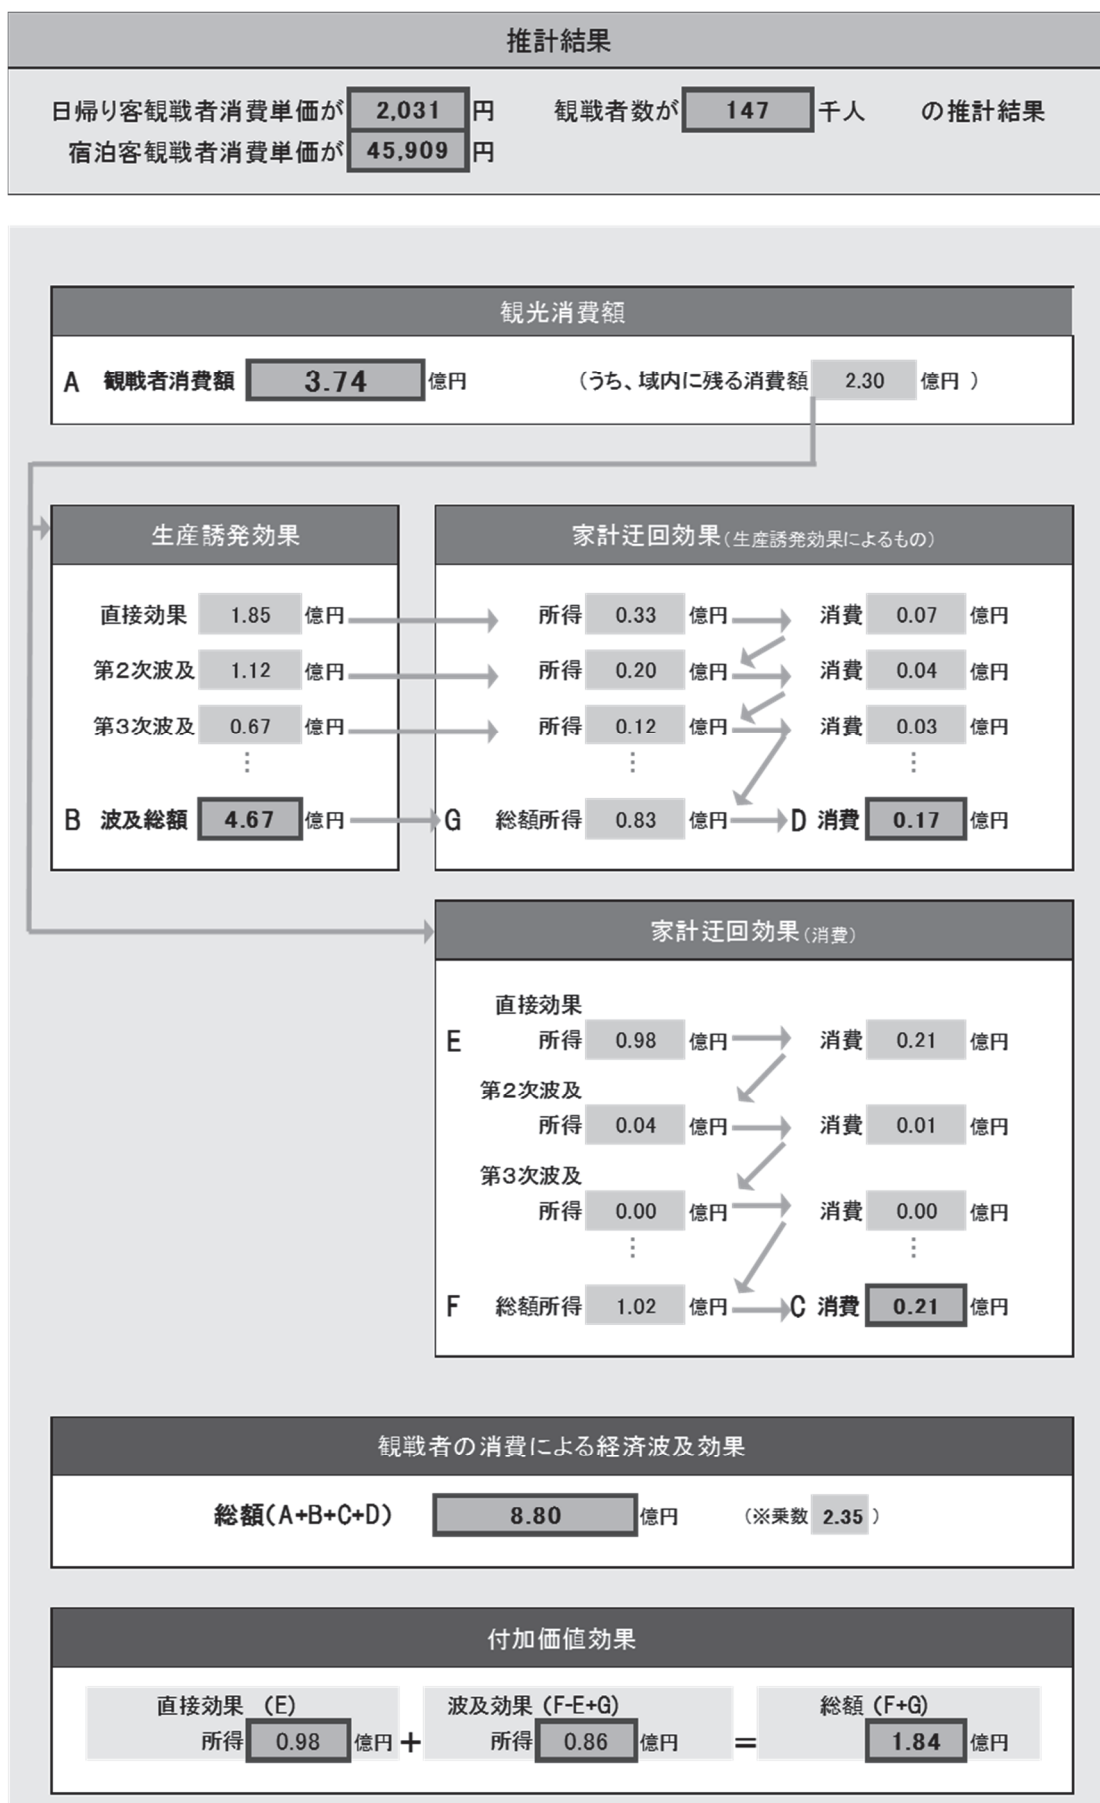 推計結果
日帰り客観戦者消費単価が 2,031 円 観戦者数が 147 千人 の推計結果
宿泊客観戦者消費単価が 45,909 円
観光消費額
A 観戦者消費額 3.74 億円 （うち、域内に残る消費額 2.30 億円 ）
生産誘発効果
直接効果 1.85 億円
第2次波及 1.12 億円
第3次波及 0.67 億円
⋮
B 波及総額 4.67 億円
家計迂回効果（生産誘発効果によるもの）
所得 0.33 億円 消費 0.07 億円
所得 0.20 億円 消費 0.04 億円
所得 0.12 億円 消費 0.03 億円
⋮ ⋮
G 総額所得 0.83 億円 D 消費 0.17 億円
家計迂回効果（消費）
直接効果
E 所得 0.98 億円 消費 0.21 億円
第2次波及
所得 0.04 億円 消費 0.01 億円
第3次波及
所得 0.00 億円 消費 0.00 億円
⋮ ⋮
F 総額所得 1.02 億円 C 消費 0.21 億円
観戦者の消費による経済波及効果
総額(A+B+C+D) 8.80 億円 （※乗数 2.35 ）
付加価値効果
直接効果 (E) 波及効果 (F-E+G) 総額 (F+G)
所得 0.98 億円 + 所得 0.86 億円 = 1.84 億円